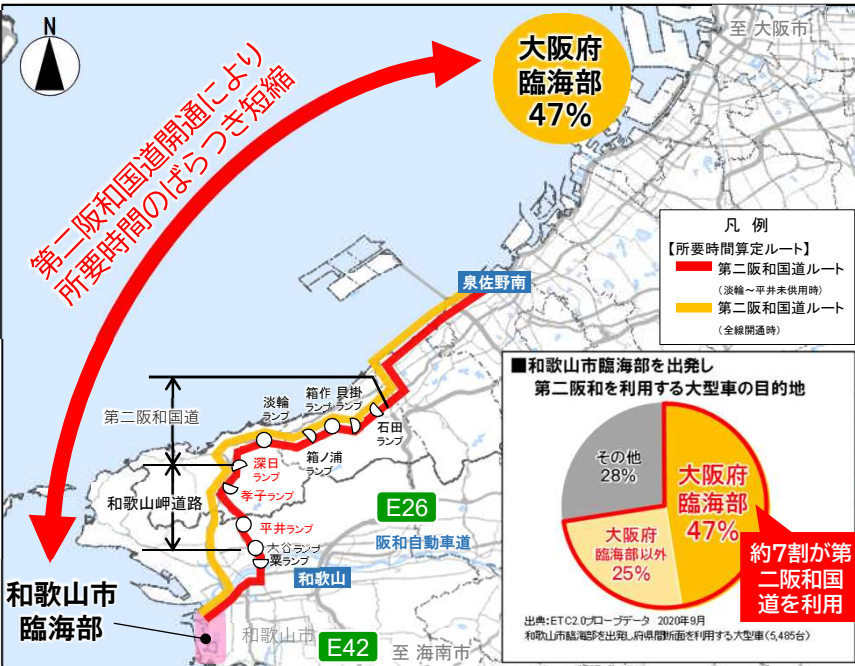 N
至 大阪市
大阪府
臨海部
47%
第二阪和国道開通により
所要時間のばらつき短縮
凡 例
【所要時間算定ルート】
第二阪和国道ルート
(淡輪～平井未供用時)
第二阪和国道ルート
(全線開通時)
泉佐野南
第二阪和国道
淡輪
ランプ
箱作
ランプ
貝掛
ランプ
石田
ランプ
箱ノ浦
ランプ
深日
ランプ
孝子ランプ
和歌山岬道路
平井ランプ
大谷ランプ
粟ランプ
E26
阪和自動車道
和歌山
和歌山市
臨海部
和歌山市
E42
至 海南市
■和歌山市臨海部を出発し
第二阪和を利用する大型車の目的地
その他
28%
大阪府
臨海部
47%
大阪府
臨海部以外
25%
約7割が第
二阪和国
道を利用
出典:ETC2.0プローブデータ 2020年9月
和歌山市臨海部を出発し府県間断面を利用する大型車(5,485台)